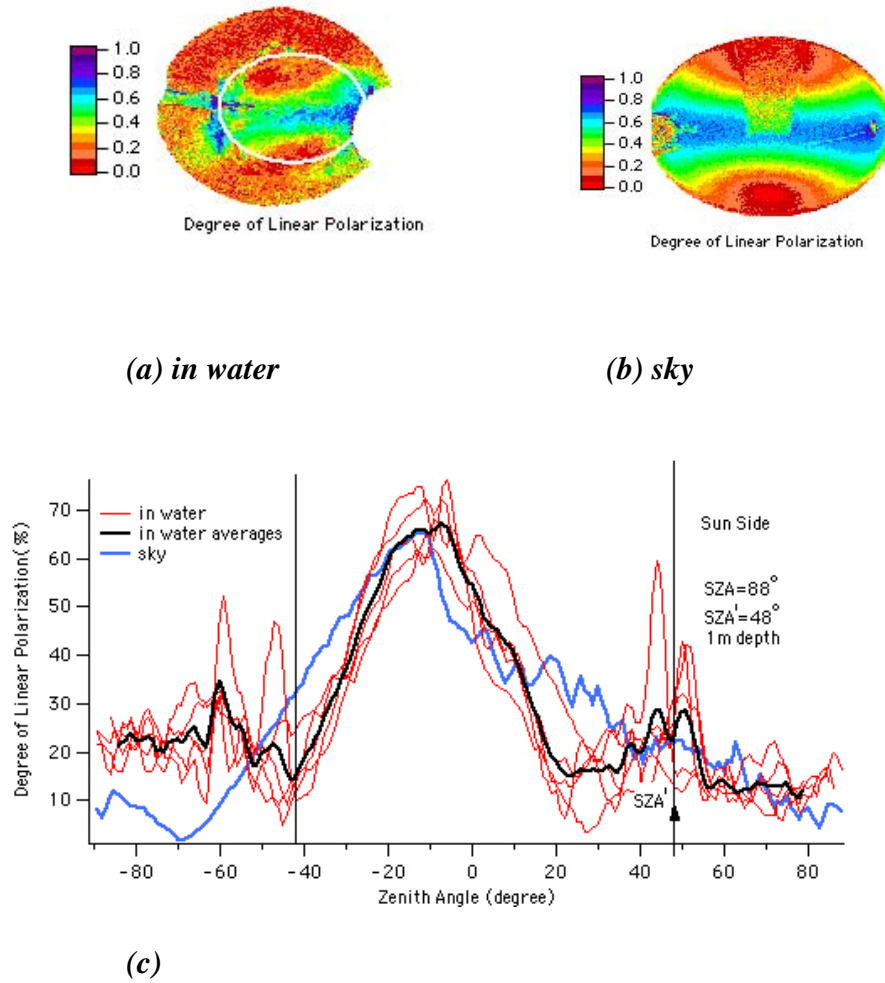 1.0
0.8
0.6
0.4
0.2
0.0
Degree of Linear Polarization
1.0
0.8
0.6
0.4
0.2
0.0
Degree of Linear Polarization
(a) in water
(b) sky
Degree of Linear Polarization(%)
70
60
50
40
30
20
10
in water
in water averages
sky
Sun Side
SZA=88°
SZA'=48°
1m depth
SZA'
-80
-60
-40
-20
0
20
40
60
80
Zenith Angle (degree)
(c)